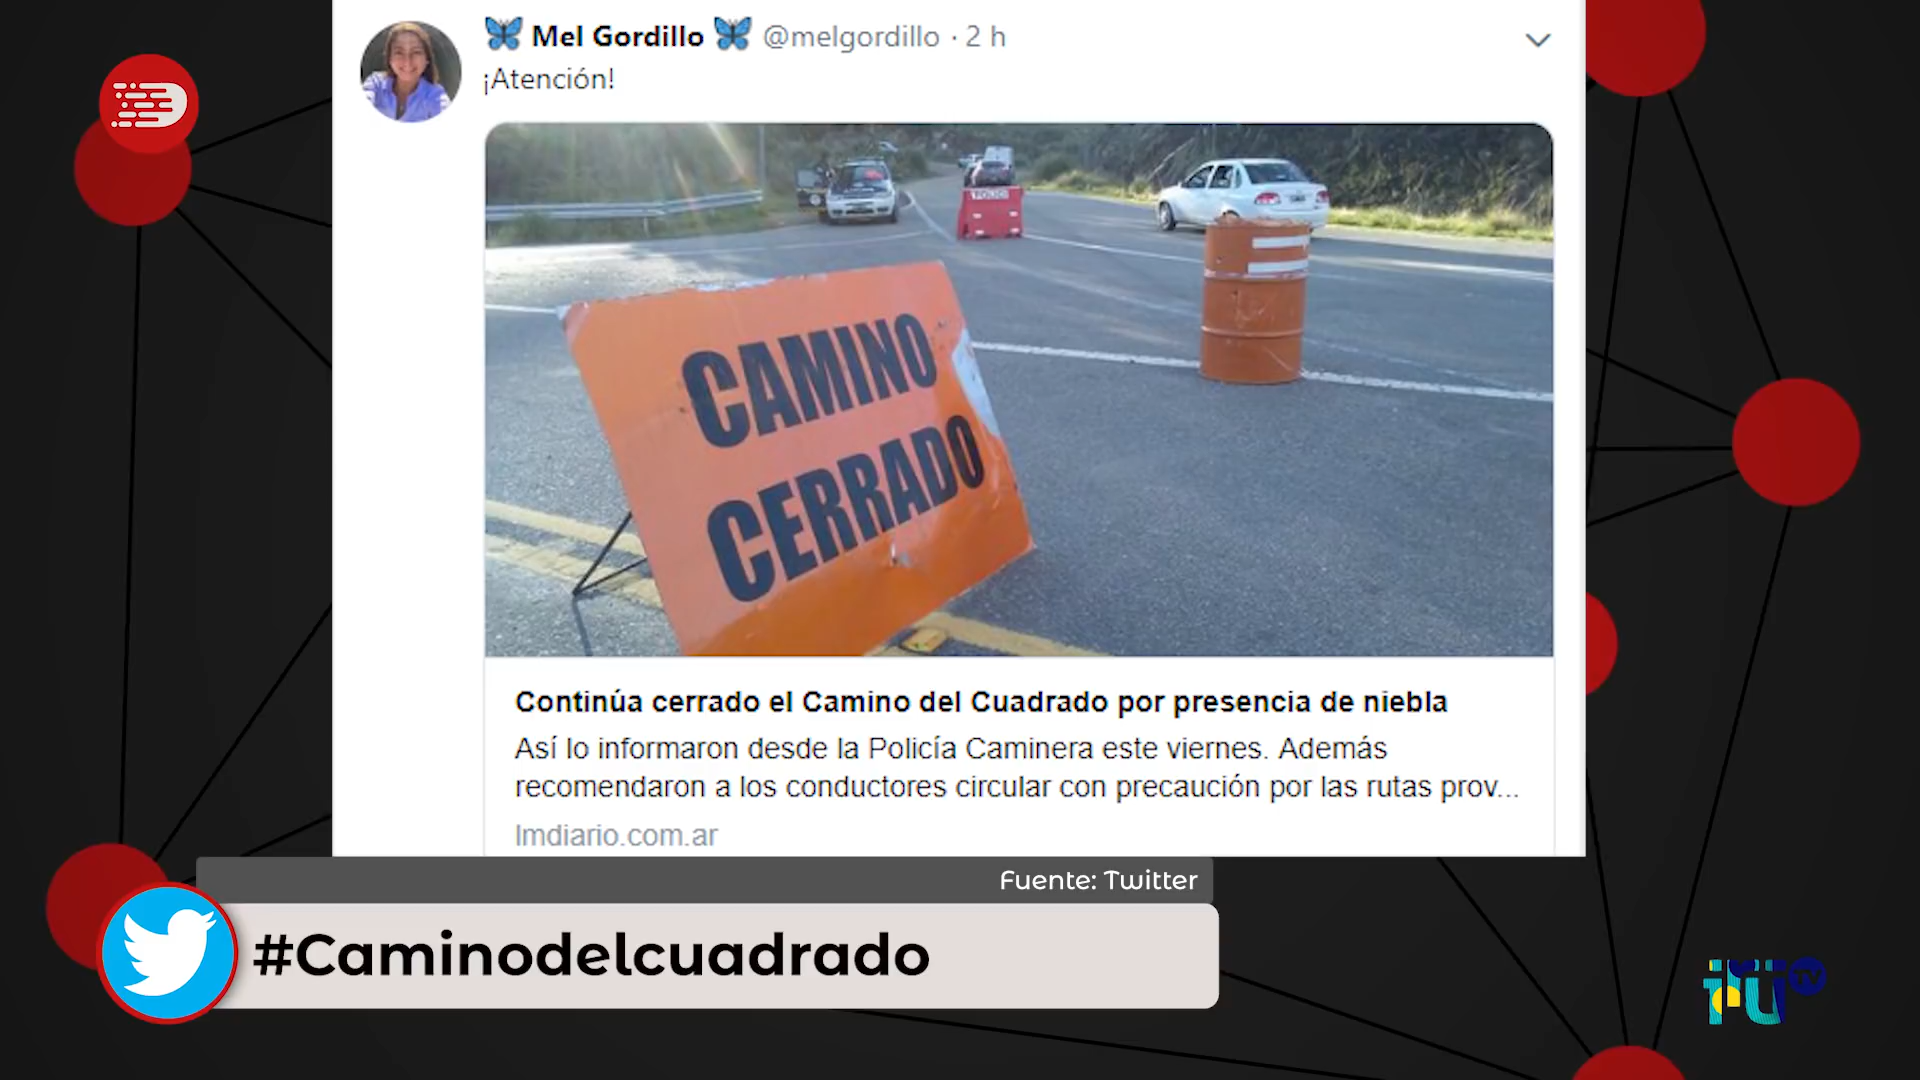 Mel Gordillo @melgordillo · 2 h
¡Atención!
POLICIA
CAMINO
CERRADO
Continúa cerrado el Camino del Cuadrado por presencia de niebla
Así lo informaron desde la Policía Caminera este viernes. Además
recomendaron a los conductores circular con precaución por las rutas prov...
lmdiario.com.ar
Fuente: Twitter
#Caminodelcuadrado
TV